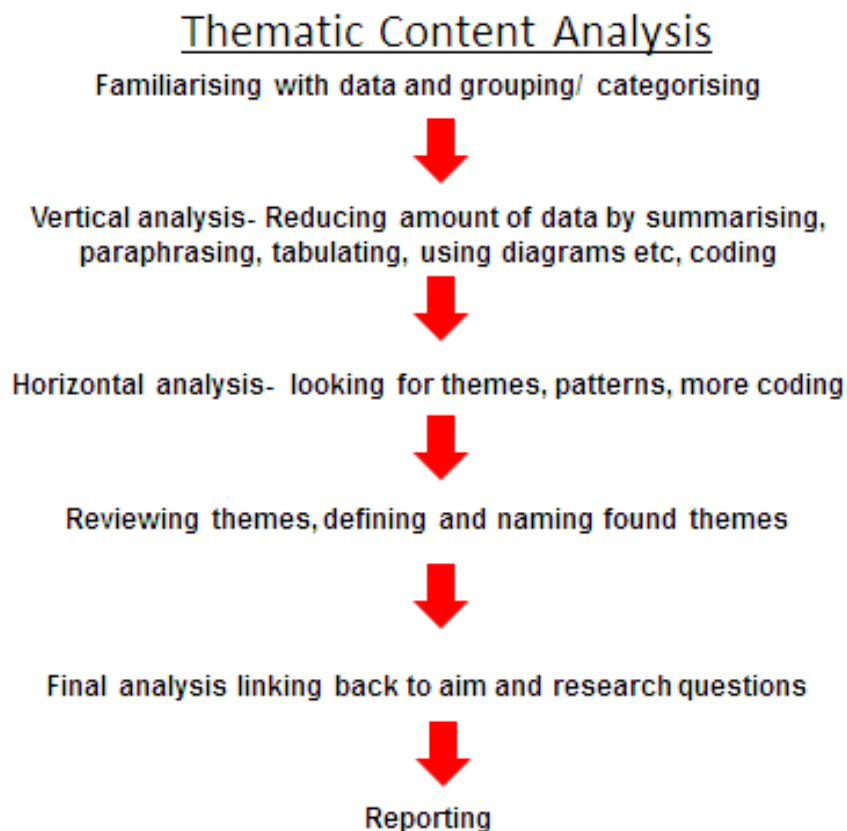 Thematic Content Analysis
Familiarising with data and grouping/ categorising
Vertical analysis- Reducing amount of data by summarising,
paraphrasing, tabulating, using diagrams etc, coding
Horizontal analysis- looking for themes, patterns, more coding
Reviewing themes, defining and naming found themes
Final analysis linking back to aim and research questions
Reporting